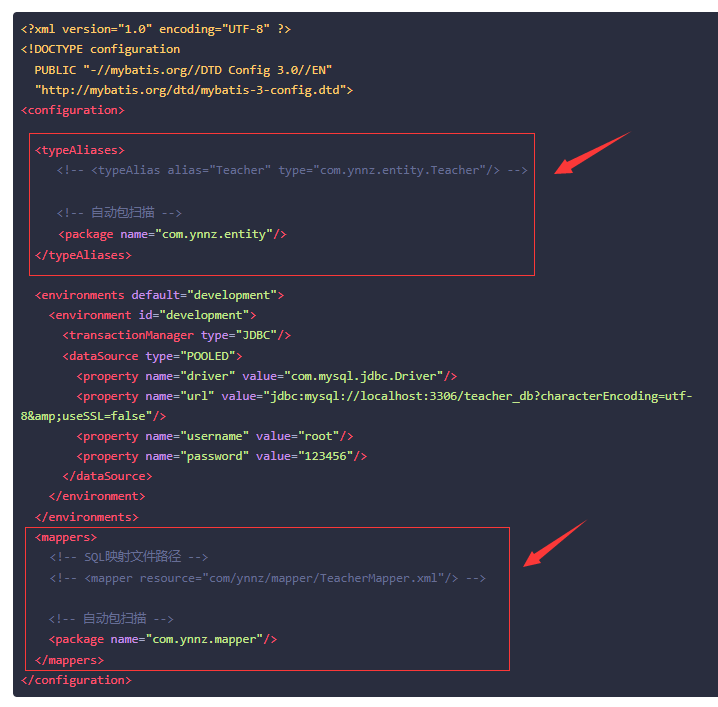 <?xml version="1.0" encoding="UTF-8" ?>
<!DOCTYPE configuration
PUBLIC "-//mybatis.org//DTD Config 3.0//EN"
"http://mybatis.org/dtd/mybatis-3-config.dtd">
<configuration>
<typeAliases>
<!-- <typeAlias alias="Teacher" type="com.ynnz.entity.Teacher"/> -->
<!-- 自动包扫描 -->
<package name="com.ynnz.entity"/>
</typeAliases>
<environments default="development">
<environment id="development">
<transactionManager type="JDBC"/>
<dataSource type="POOLED">
<property name="driver" value="com.mysql.jdbc.Driver"/>
<property name="url" value="jdbc:mysql://localhost:3306/teacher_db?characterEncoding=utf-
8&amp;useSSL=false"/>
<property name="username" value="root"/>
<property name="password" value="123456"/>
</dataSource>
</environment>
</environments>
<mappers>
<!-- SQL映射文件路径 -->
<!-- <mapper resource="com/ynnz/mapper/TeacherMapper.xml"/> -->
<!-- 自动包扫描 -->
<package name="com.ynnz.mapper"/>
</mappers>
</configuration>